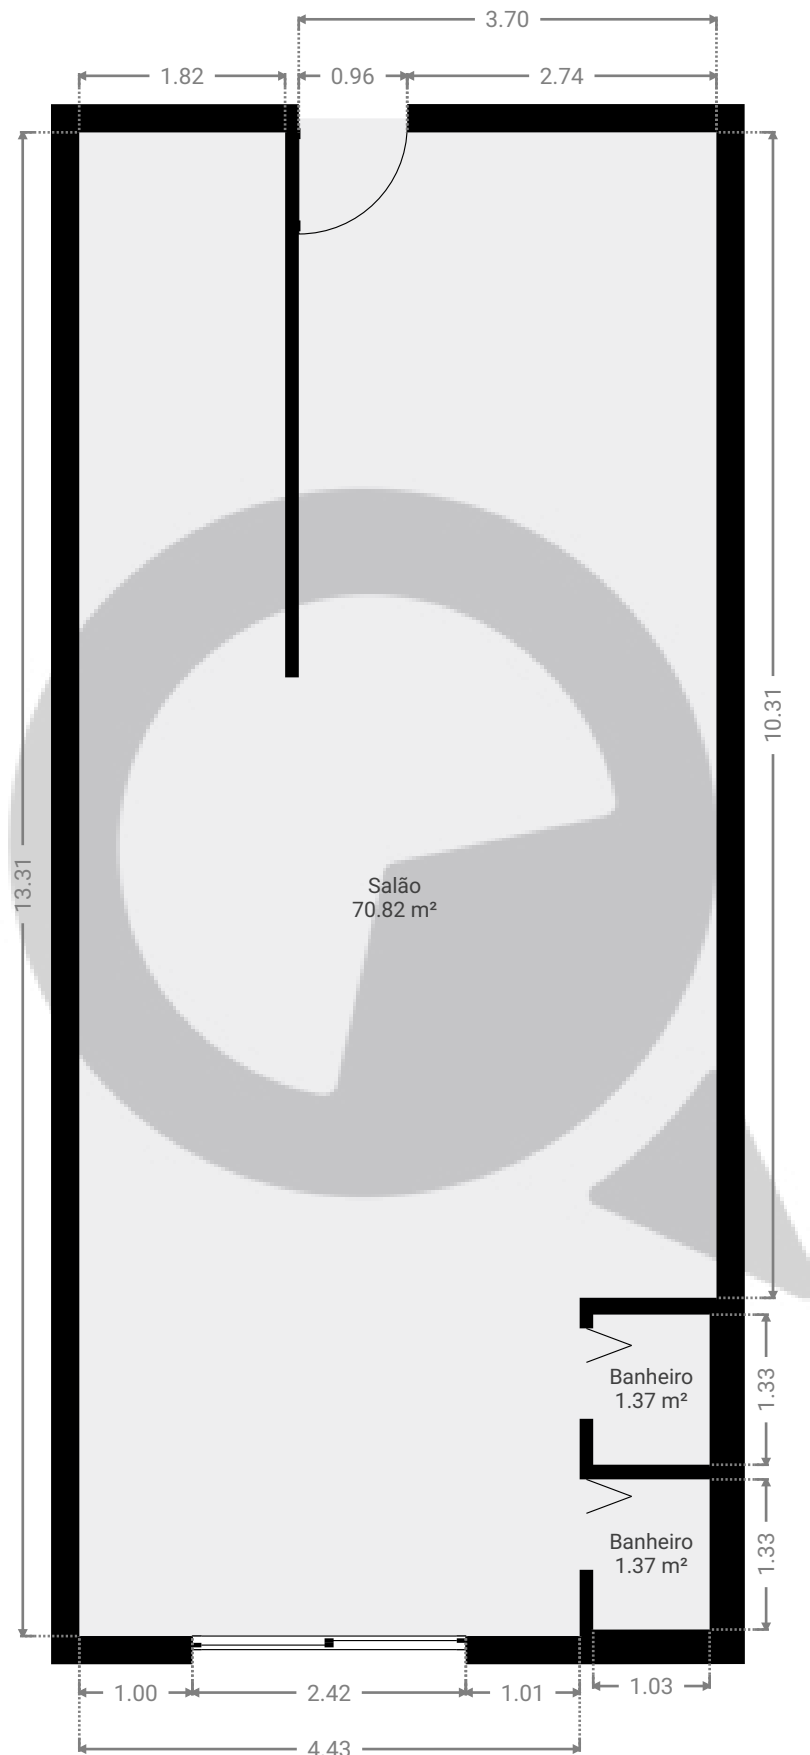 3.70
1.82
0.96
2.74
13.31
10.31
Salão
70.82 m²
Banheiro
1.37 m²
1.33
Banheiro
1.37 m²
1.33
1.00
2.42
1.01
1.03
4.43